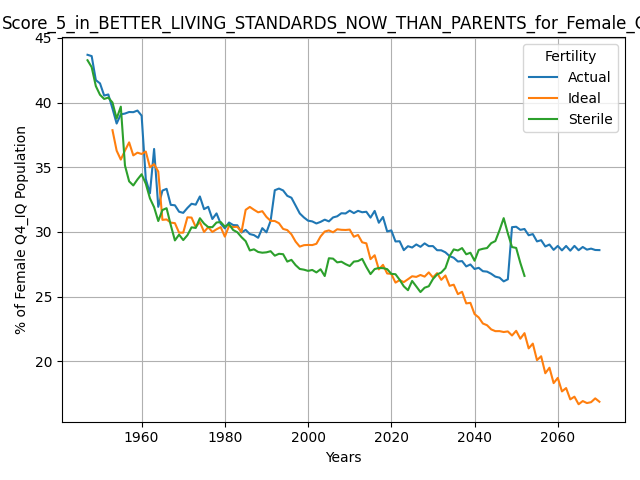 Score_5_in_BETTER_LIVING_STANDARDS_NOW_THAN_PARENTS_for_Female_
Fertility
Actual
Ideal
Sterile
% of Female Q4_IQ Population
45
40
35
30
25
20
1960
1980
2000
2020
2040
2060
Years